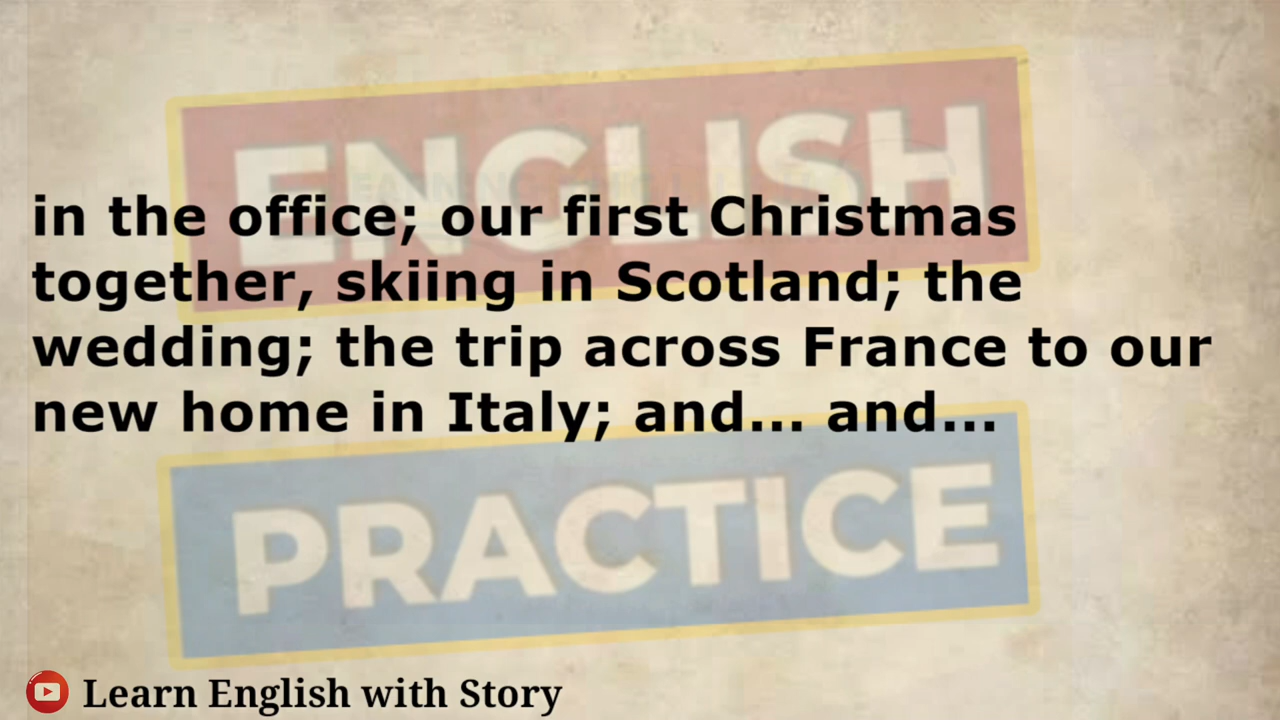 ENGLISH
in the office; our first Christmas
together, skiing in Scotland; the
wedding; the trip across France to our
new home in Italy; and... and...
PRACTICE
Learn English with Story